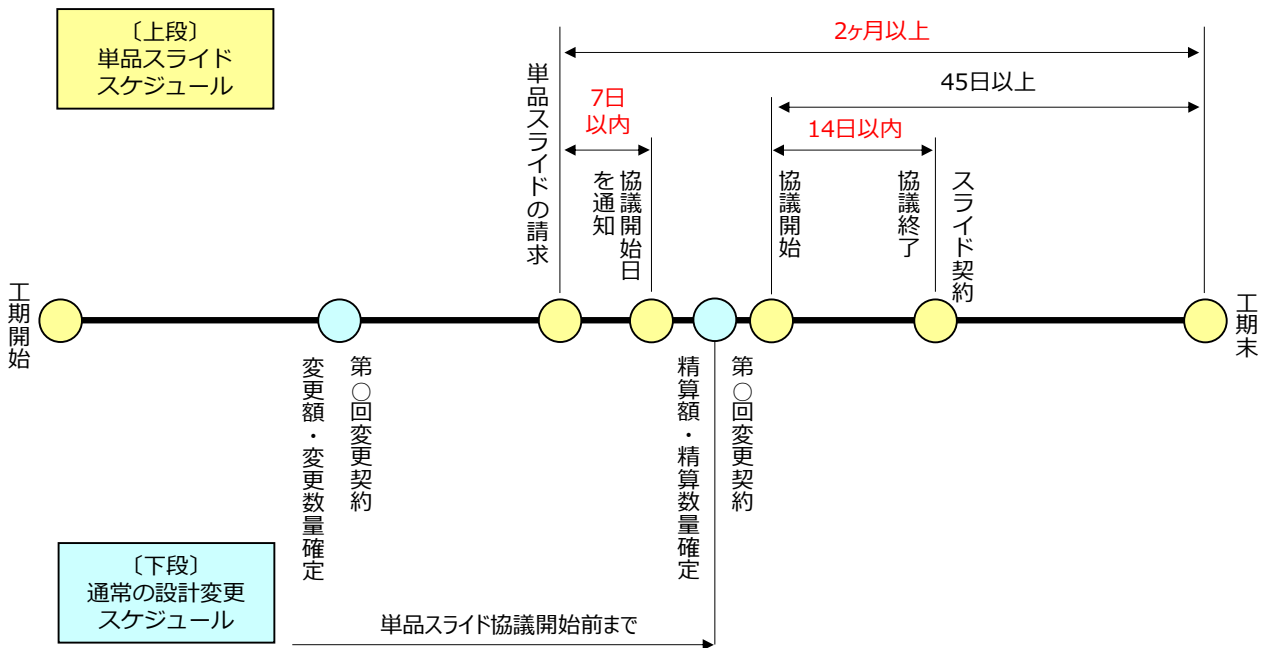 〔上段〕
単品スライド
スケジュール
2ヶ月以上
45日以上
7日
以内
14日以内
単品スライドの請求
協議開始日
を通知
協議開始
協議終了
スライド契約
工期開始
工期末
変更額・変更数量確定
第○回変更契約
精算額・精算数量確定
第○回変更契約
〔下段〕
通常の設計変更
スケジュール
単品スライド協議開始前まで